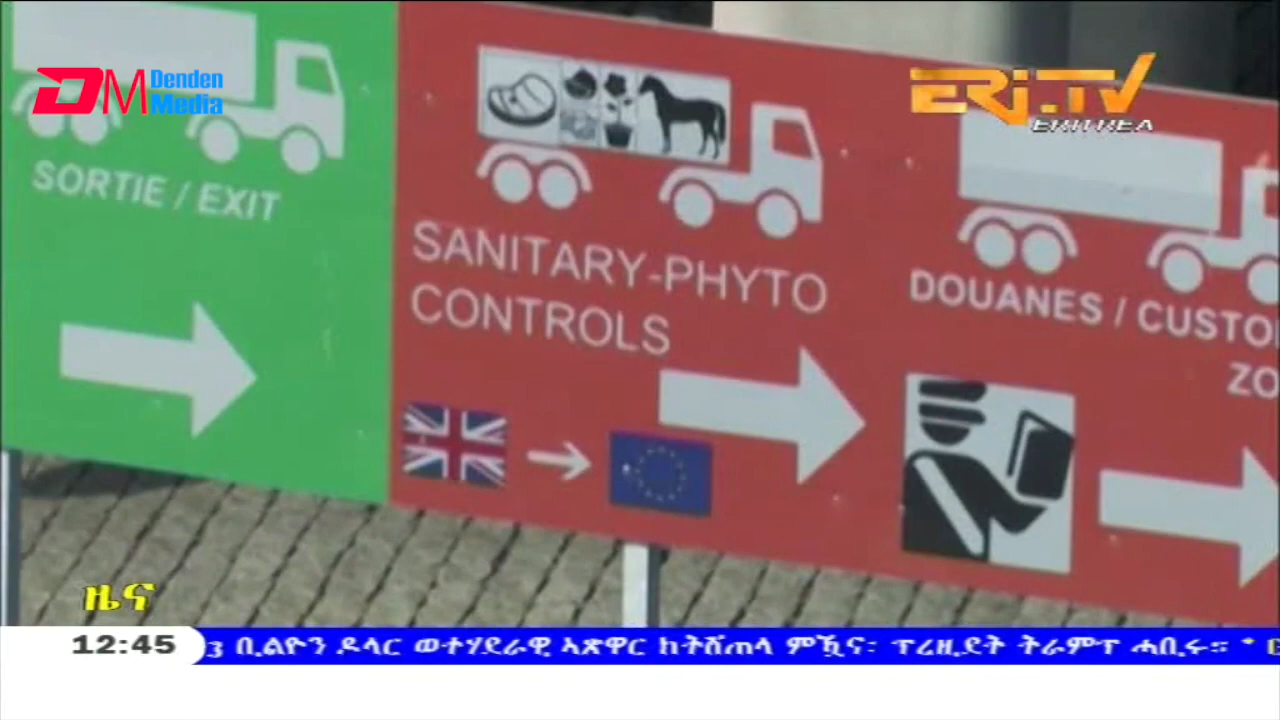 DM Denden Media
ERi.TV
ERITREA
SORTIE / EXIT
SANITARY-PHYTO
CONTROLS
DOUANES / CUSTO
ZO
ዜና
12:45
3 ቢልዮን ዶላር ወተሃደራዊ ኣጽዋር ክትሸጠላ ምዃና፡ ፕረዚደት ትራምፕ ሓቢሩ። *